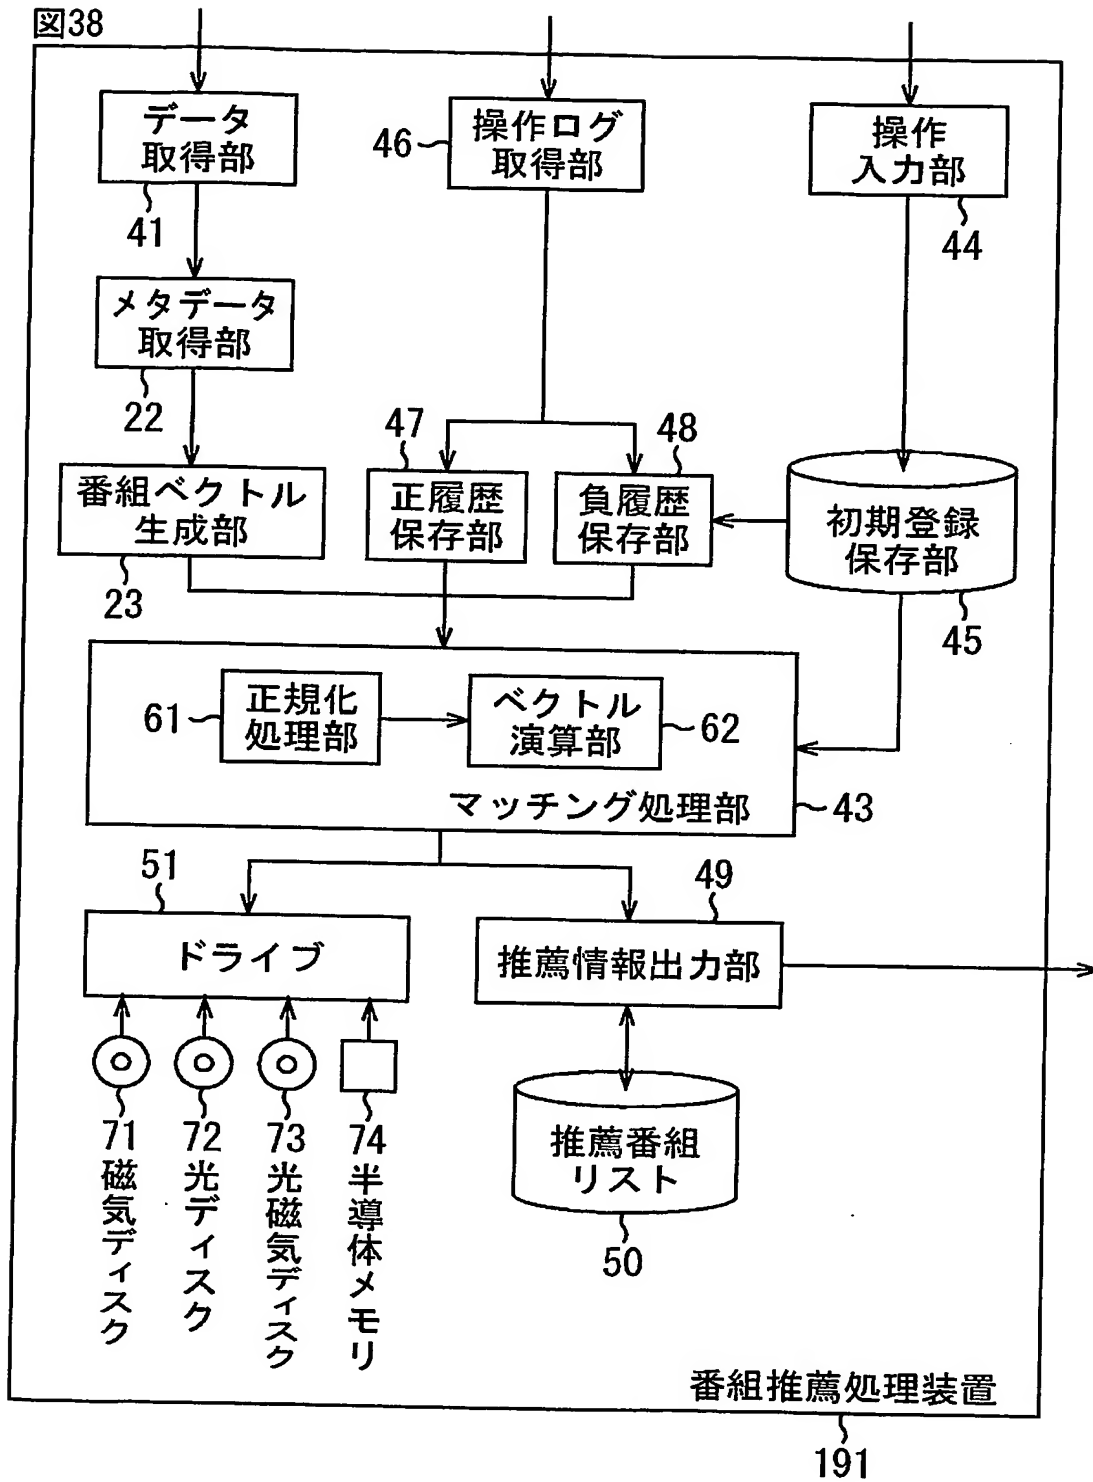 図38
データ
取得部
41
46
操作ログ
取得部
操作
入力部
44
メタデータ
取得部
22
番組ベクトル
生成部
23
47
正履歴
保存部
48
負履歴
保存部
初期登録
保存部
45
61
正規化
処理部
ベクトル
演算部
62
マッチング処理部
43
51
ドライブ
49
推薦情報出力部
71
磁気ディスク
72
光ディスク
73
光磁気ディスク
74
半導体メモリ
推薦番組
リスト
50
番組推薦処理装置
191